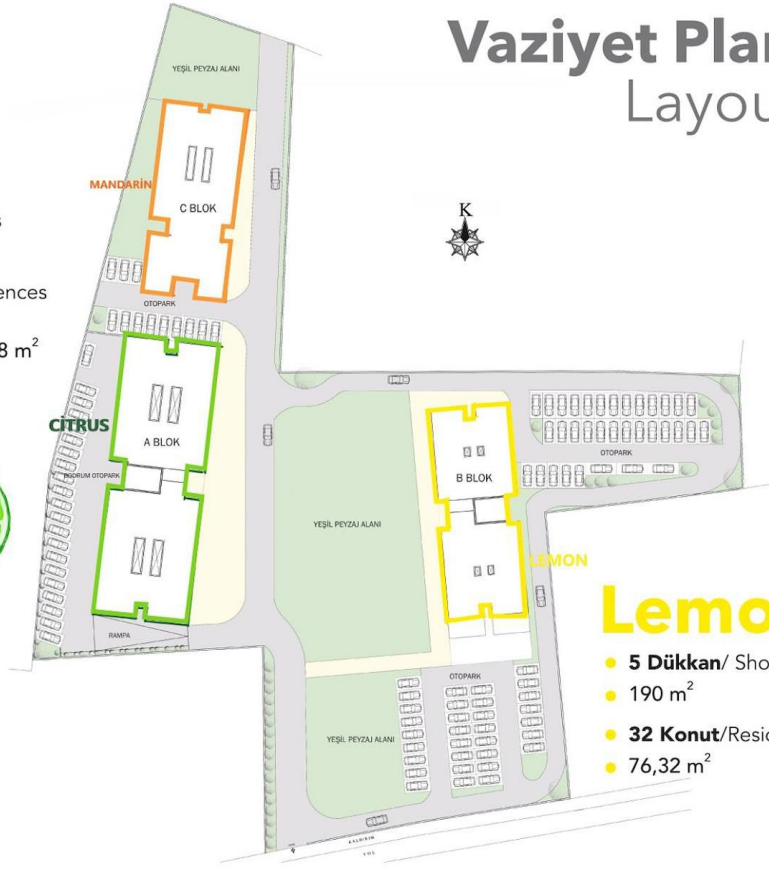 Vaziyet Plan
Layou
YEŞİL PEYZAJ ALANI
MANDARİN
C BLOK
K
s
ences
OTOPARK
8 m²
CİTRUS
A BLOK
BODRUM OTOPARK
B BLOK
OTOPARK
YEŞİL PEYZAJ ALANI
LEMON
RAMPA
Lemo
5 Dükkan/ Sho
190 m²
32 Konut/Resid
76,32 m²
OTOPARK
YEŞİL PEYZAJ ALANI
KALDIRIM
YOL